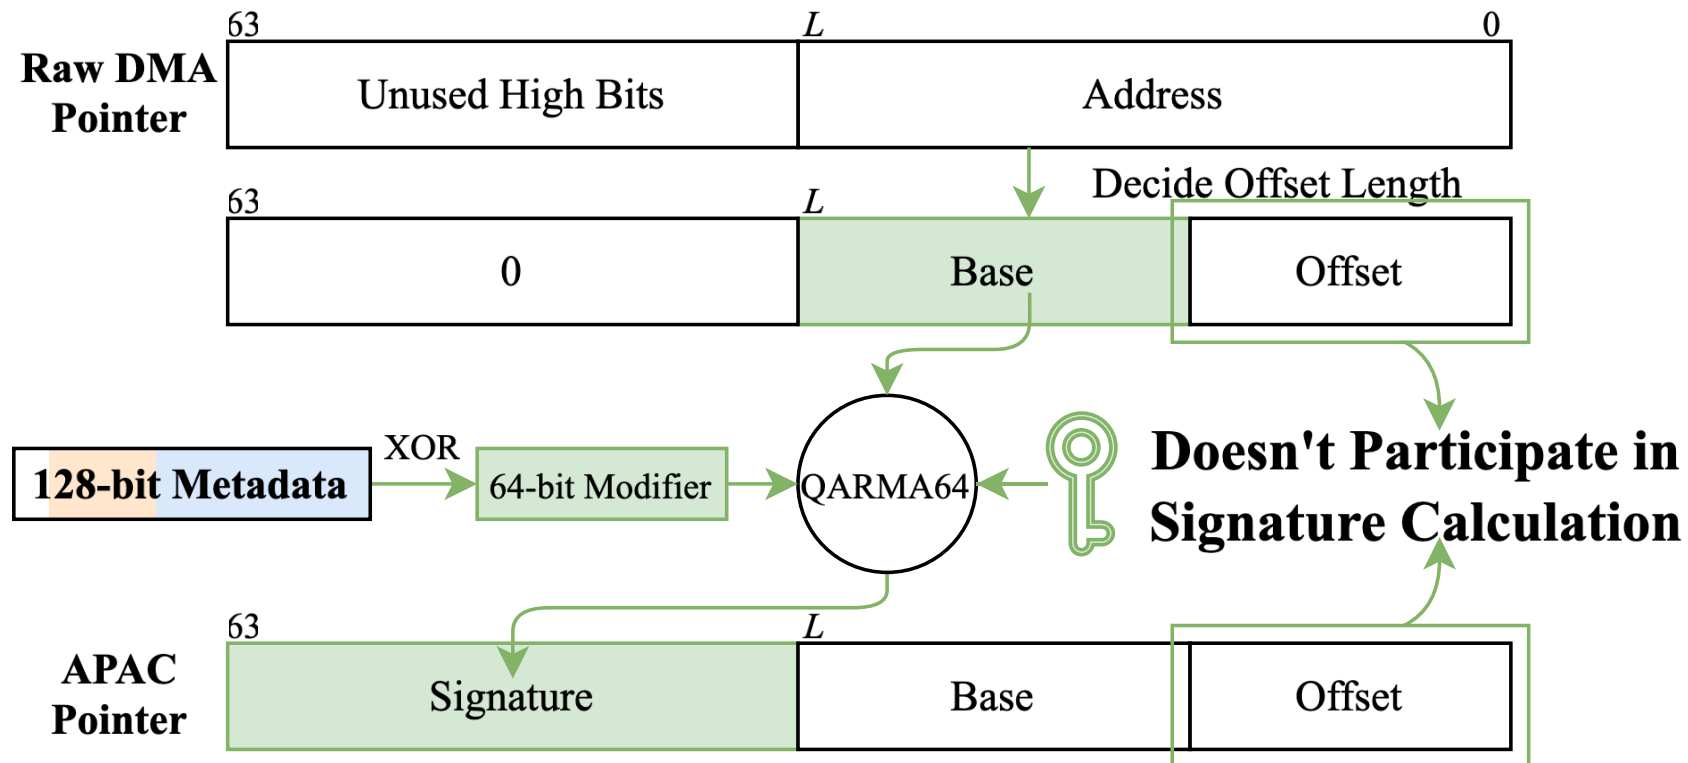 63 L 0
Raw DMA
Pointer
Unused High Bits
Address
Decide Offset Length
63 L
0
Base
Offset
128-bit Metadata
XOR
64-bit Modifier
QARMA64
Doesn't Participate in
Signature Calculation
63 L
APAC
Pointer
Signature
Base
Offset